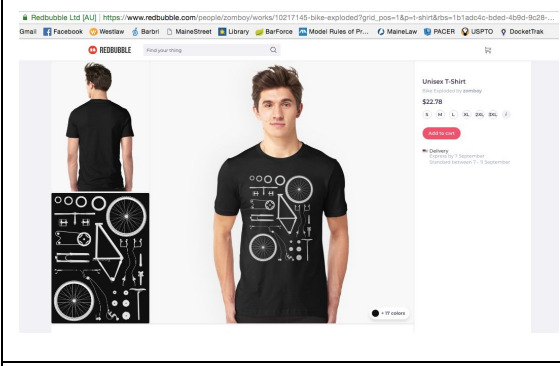 Redbubble Ltd [AU] | https://www.redbubble.com/people/zomboy/works/10217145-bike-exploded?grid_pos=1&p=t-shirt&rbs=1b1ad4c-bded-4b9d-9c28-...
Gmail Facebook Westlaw Barbri MaineStreet Library BarForce Model Rules of Pr... MaineLaw PACER USPTO DocketTrak
REDBUBBLE Find your thing
Unisex T-Shirt
Bike Exploded by zomboy
$22.78
S M L XL 2XL 3XL
Add to cart
Delivery
Express by 7 September
Standard between 7 - 11 September
+ 17 colors